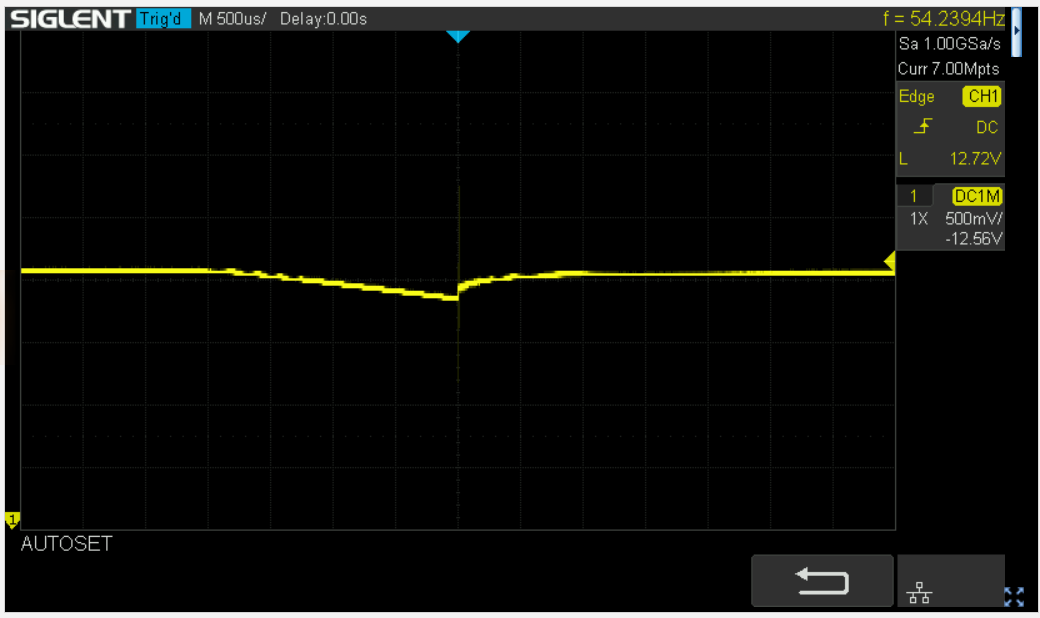 SIGLENT Trig'd M 500us/ Delay:0.00s f = 54.2394Hz
Sa 1.00GSa/s
Curr 7.00Mpts
Edge CH1
DC
L 12.72V
1 DC1M
1X 500mV/
-12.56V
1
AUTOSET